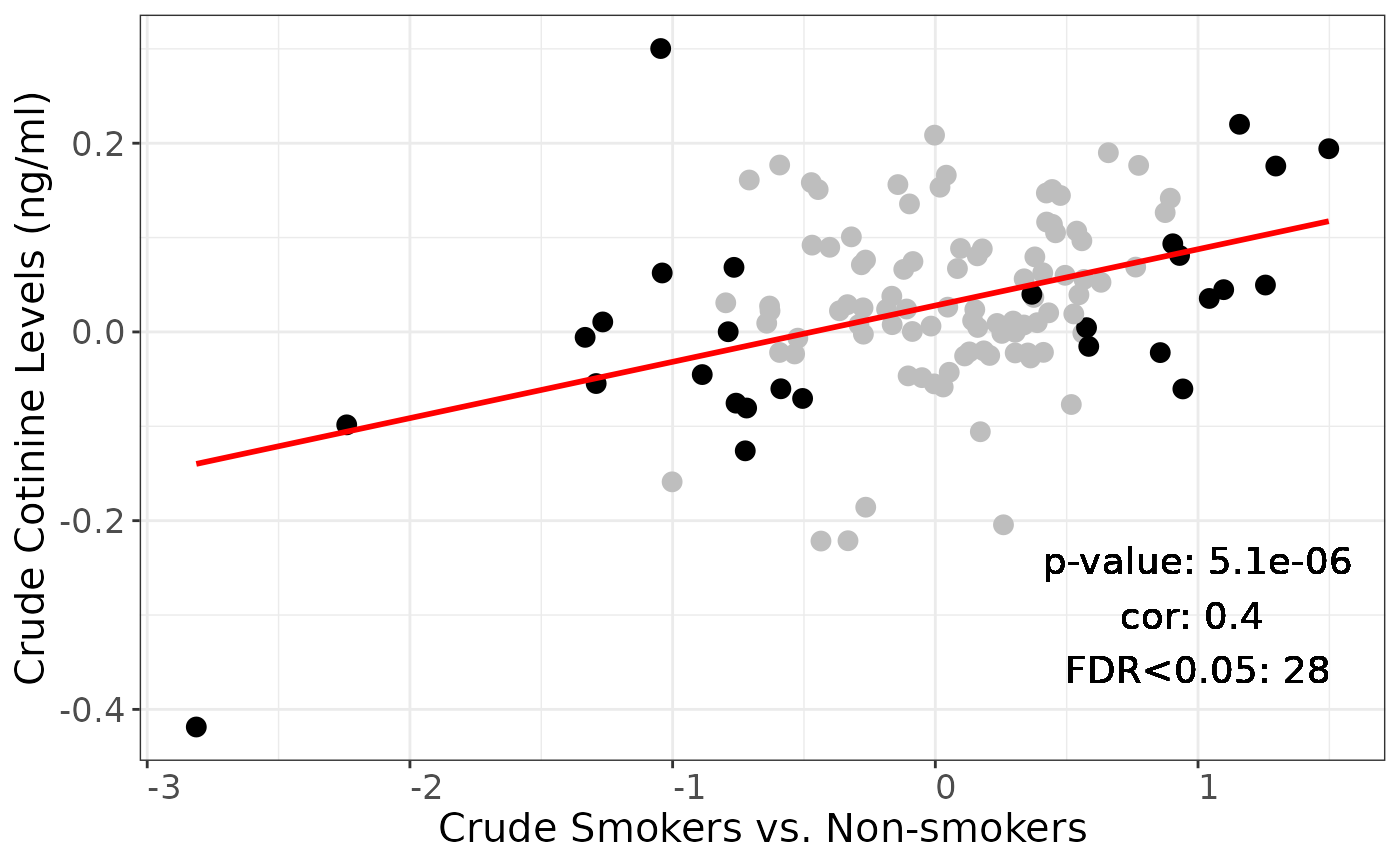 Crude Cotinine Levels (ng/ml)
0.2
0.0
-0.2
-0.4
p-value: 5.1e-06
cor: 0.4
FDR<0.05: 28
-3 -2 -1 0 1
Crude Smokers vs. Non-smokers